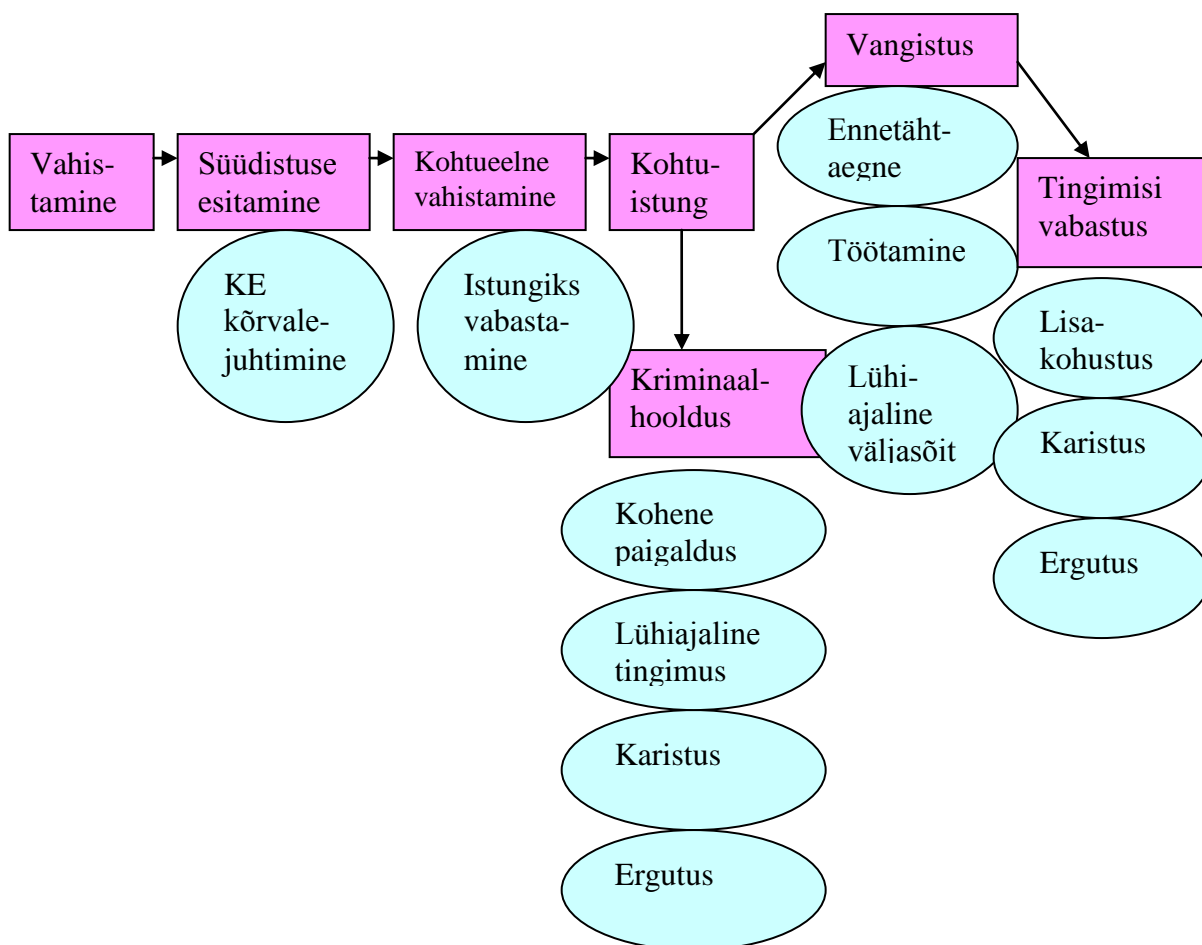 Vangistus
Ennetäht-
aegne
Vahis-
tamine
Süüdistuse
esitamine
Kohtueelne
vahistamine
Kohtu-
istung
Tingimisi
vabastus
Töötamine
KE
kõrvale-
juhtimine
Istungiks
vabasta-
mine
Lisa-
kohustus
Kriminaal-
hooldus
Lühi-
ajaline
väljasõit
Karistus
Ergutus
Kohene
paigaldus
Lühiajaline
tingimus
Karistus
Ergutus